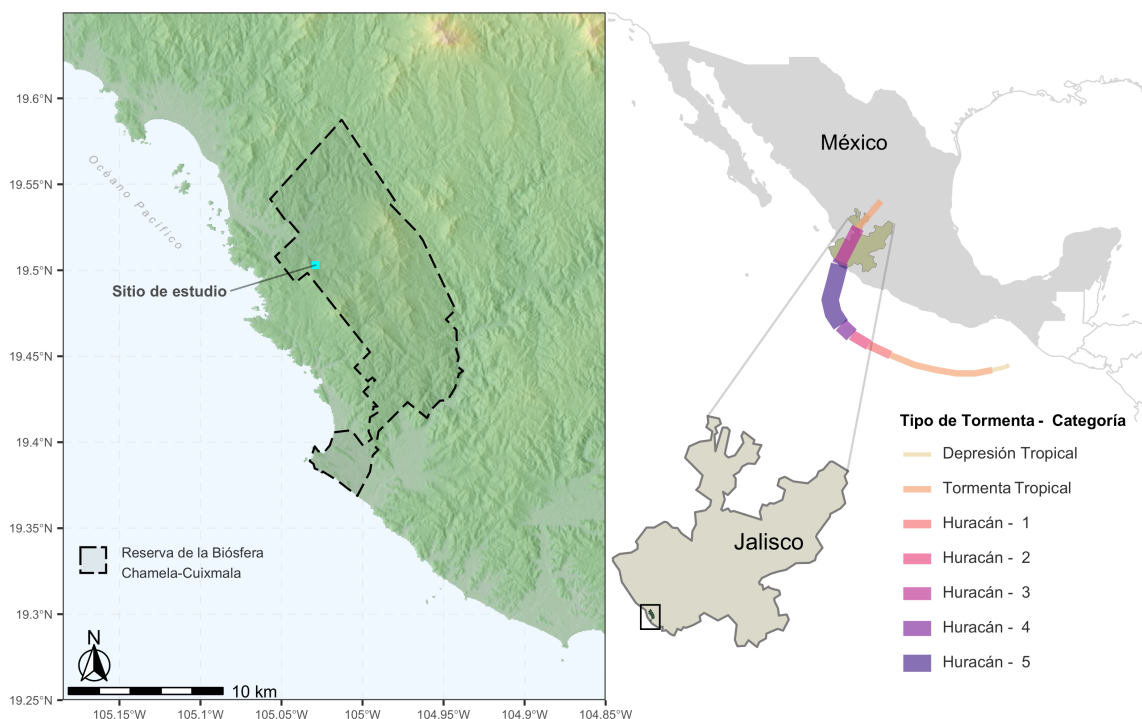 19.6°N
19.55°N
19.5°N
19.45°N
19.4°N
19.35°N
19.3°N
19.25°N
Océano Pacífico
Sitio de estudio
Reserva de la Biósfera
Chamela-Cuixmala
N
10 km
105.15°W
105.1°W
105.05°W
105°W
104.95°W
104.9°W
104.85°W
México
Jalisco
Tipo de Tormenta - Categoría
Depresión Tropical
Tormenta Tropical
Huracán - 1
Huracán - 2
Huracán - 3
Huracán - 4
Huracán - 5